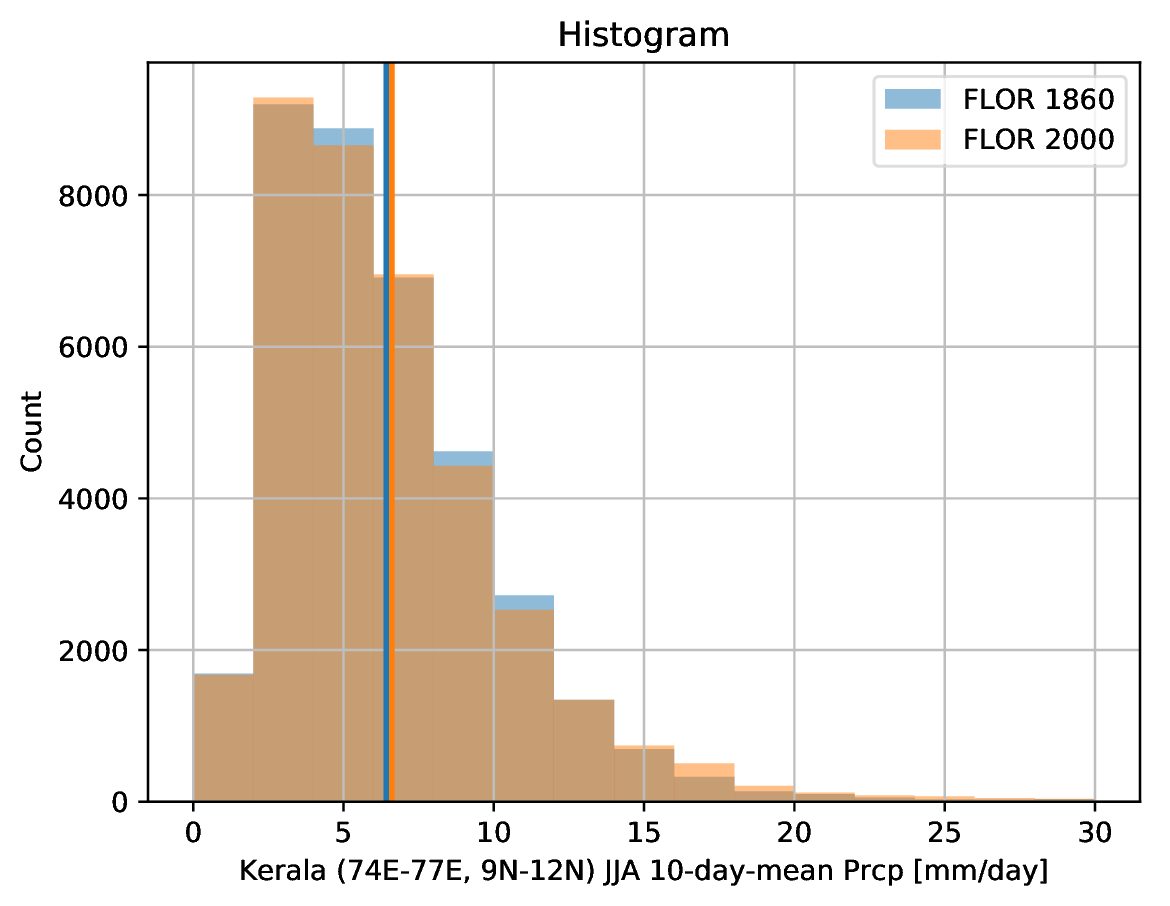 Histogram
FLOR 1860
FLOR 2000
8000
6000
4000
2000
0
Count
0 5 10 15 20 25 30
Kerala (74E-77E, 9N-12N) JJA 10-day-mean Prcp [mm/day]